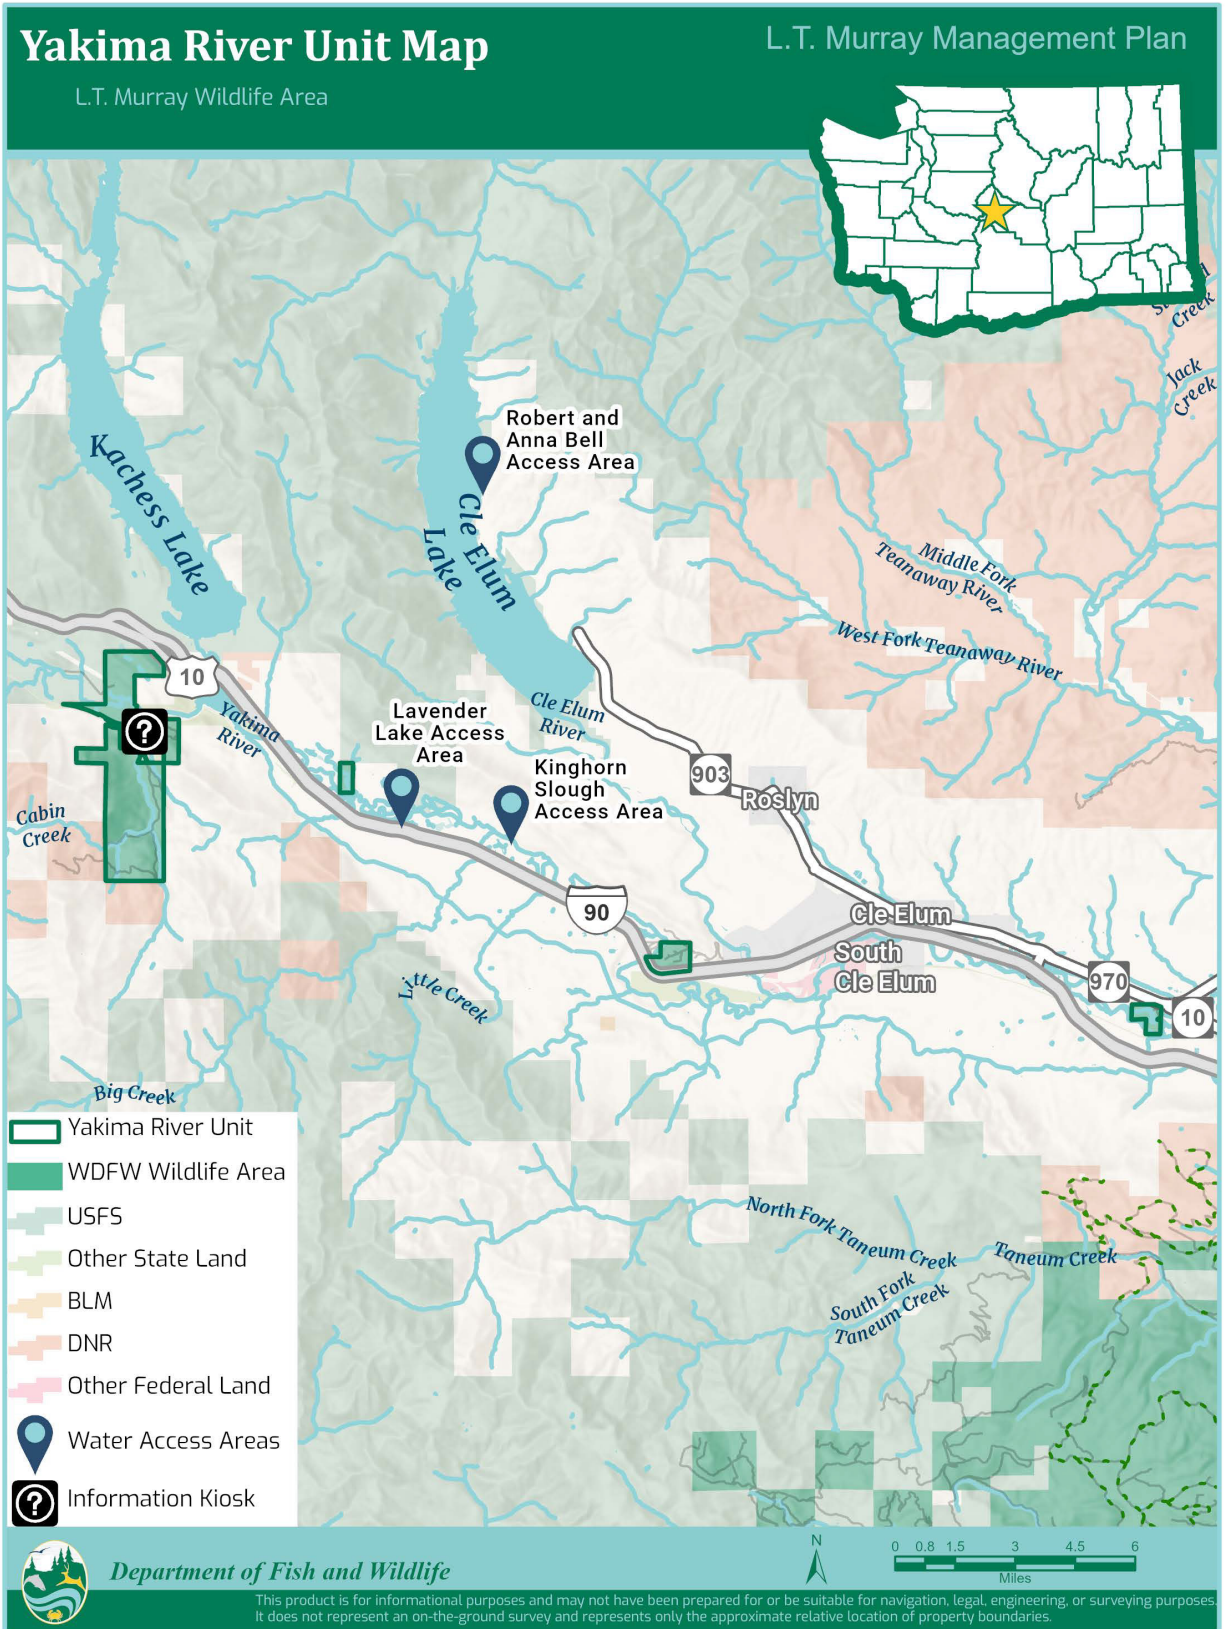 Yakima River Unit Map
L.T. Murray Management Plan
L.T. Murray Wildlife Area
Creek
Jack
Creek
Robert and
Anna Bell
Access Area
Kachess Lake
Cle Elum
Lake
Middle Fork
Teanaway River
West Fork Teanaway River
10
Yakima
River
Cle Elum
River
Lavender
Lake Access
Area
Kinghorn
Slough
Access Area
903
Roslyn
Cabin
Creek
90
Cle Elum
South
Cle Elum
970
10
Little Creek
Big Creek
Yakima River Unit
WDFW Wildlife Area
USFS
Other State Land
BLM
DNR
Other Federal Land
Water Access Areas
? Information Kiosk
?
North Fork Taneum Creek
Taneum Creek
South Fork
Taneum Creek
Department of Fish and Wildlife
N
0 0.8 1.5 3 4.5 6
Miles
This product is for informational purposes and may not have been prepared for or be suitable for navigation, legal, engineering, or surveying purposes.
It does not represent an on-the-ground survey and represents only the approximate relative location of property boundaries.